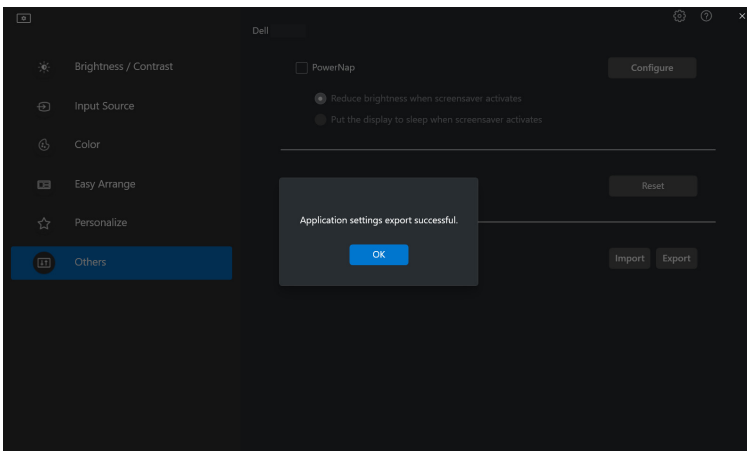 Dell
Brightness / Contrast
Input Source
Color
Easy Arrange
Personalize
Others
PowerNap
Configure
Reduce brightness when screensaver activates
Put the display to sleep when screensaver activates
Reset
Application settings export successful.
OK
Import Export